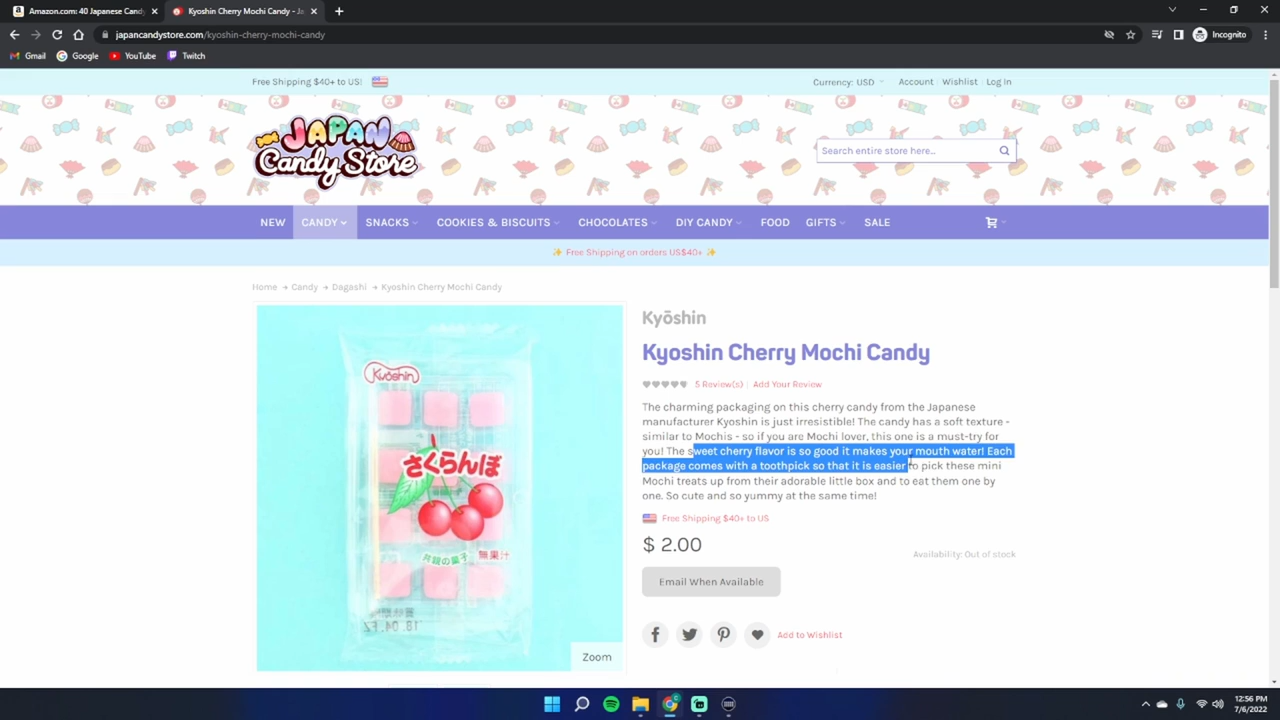 Amazon.com: 40 Japanese Candy
Kyoshin Cherry Mochi Candy - Ja
japancandystore.com/kyoshin-cherry-mochi-candy
Incognito
Gmail
Google
YouTube
Twitch
Free Shipping $40+ to US!
Currency: USD
Account
Wishlist
Log In
JAPAN
Candy Store
Search entire store here...
NEW
CANDY
SNACKS
COOKIES & BISCUITS
CHOCOLATES
DIY CANDY
FOOD
GIFTS
SALE
✨ Free Shipping on orders US$40+ ✨
Home → Candy → Dagashi → Kyoshin Cherry Mochi Candy
Kyoshin
さくらんぼ
無果汁
18.04.
Zoom
Kyōshin
Kyoshin Cherry Mochi Candy
5 Review(s)
Add Your Review
The charming packaging on this cherry candy from the Japanese
manufacturer Kyoshin is just irresistible! The candy has a soft texture -
similar to Mochis - so if you are Mochi lover, this one is a must-try for
you! The sweet cherry flavor is so good it makes your mouth water! Each
package comes with a toothpick so that it is easier to pick these mini
Mochi treats up from their adorable little box and to eat them one by
one. So cute and so yummy at the same time!
Free Shipping $40+ to US
$ 2.00
Availability: Out of stock
Email When Available
Add to Wishlist
12:56 PM
7/6/2022